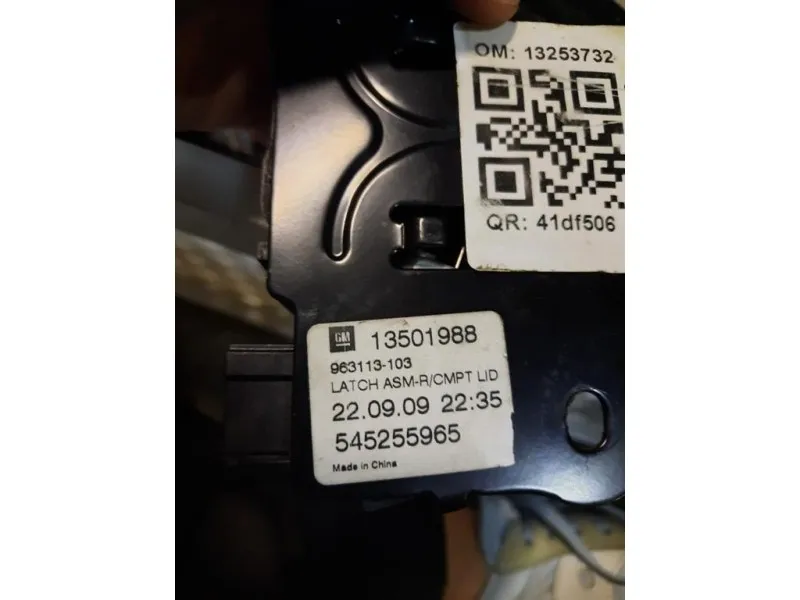 OM: 13253732
QR: 41df506
GM 13501988
963113-103
LATCH ASM-R/CMPT LID
22.09.09 22:35
545255965
Made in China